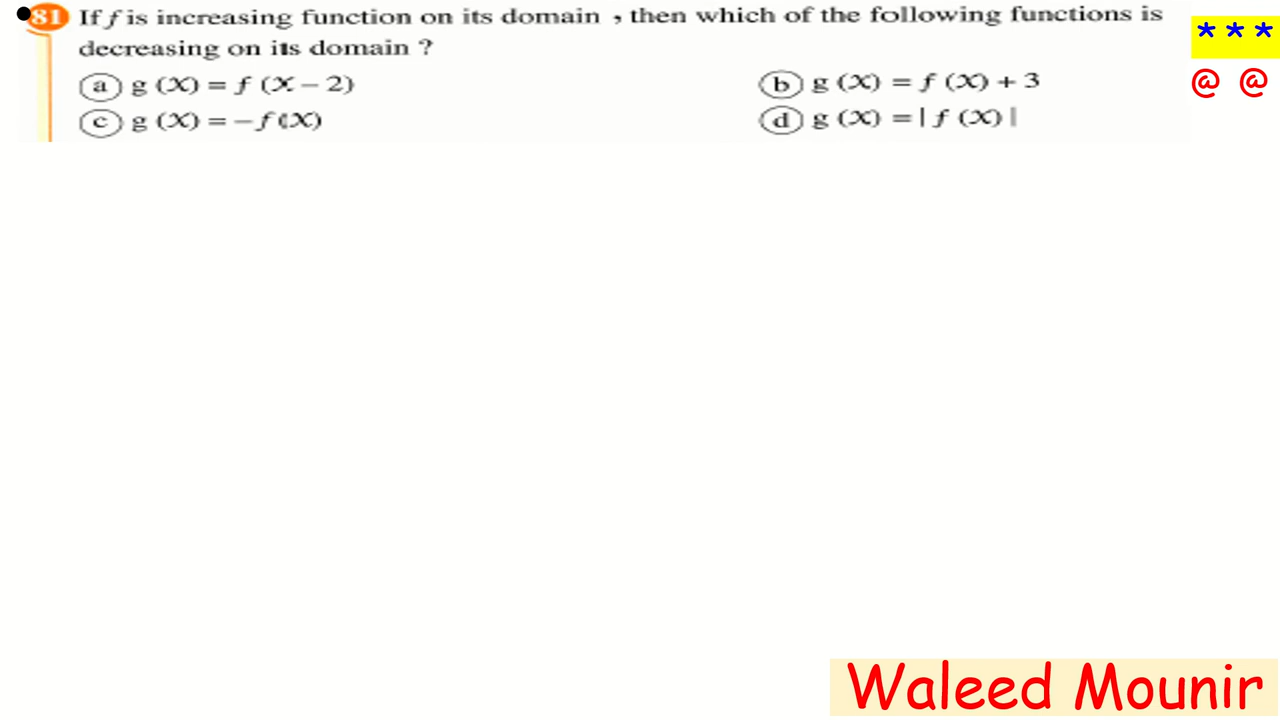 81 If f is increasing function on its domain , then which of the following functions is
decreasing on its domain ?
a g (X) = f (X – 2)
b g (X) = f (X) + 3
c g (X) = – f (X)
d g (X) = | f (X) |
* * *
@ @
Waleed Mounir